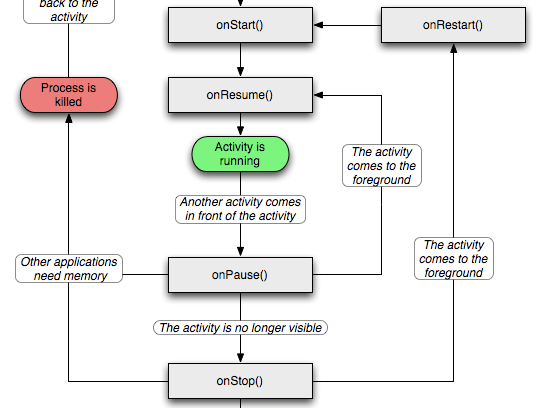 back to the
activity
onStart()
onRestart()
Process is
killed
onResume()
Activity is
running
The activity
comes to the
foreground
Another activity comes
in front of the activity
The activity
comes to the
foreground
Other applications
need memory
onPause()
The activity is no longer visible
onStop()